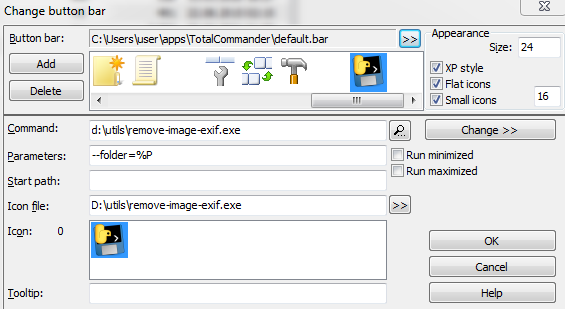 Change button bar
Button bar: C:\Users\user\apps\TotalCommander\default.bar >> Appearance
Size: 24
Add
XP style
Flat icons
Delete
Small icons 16
Command: d:\utils\remove-image-exif.exe Change >>
Parameters: --folder=%P Run minimized
Start path: Run maximized
Icon file: D:\utils\remove-image-exif.exe >>
Icon: 0
OK
Cancel
Tooltip: Help